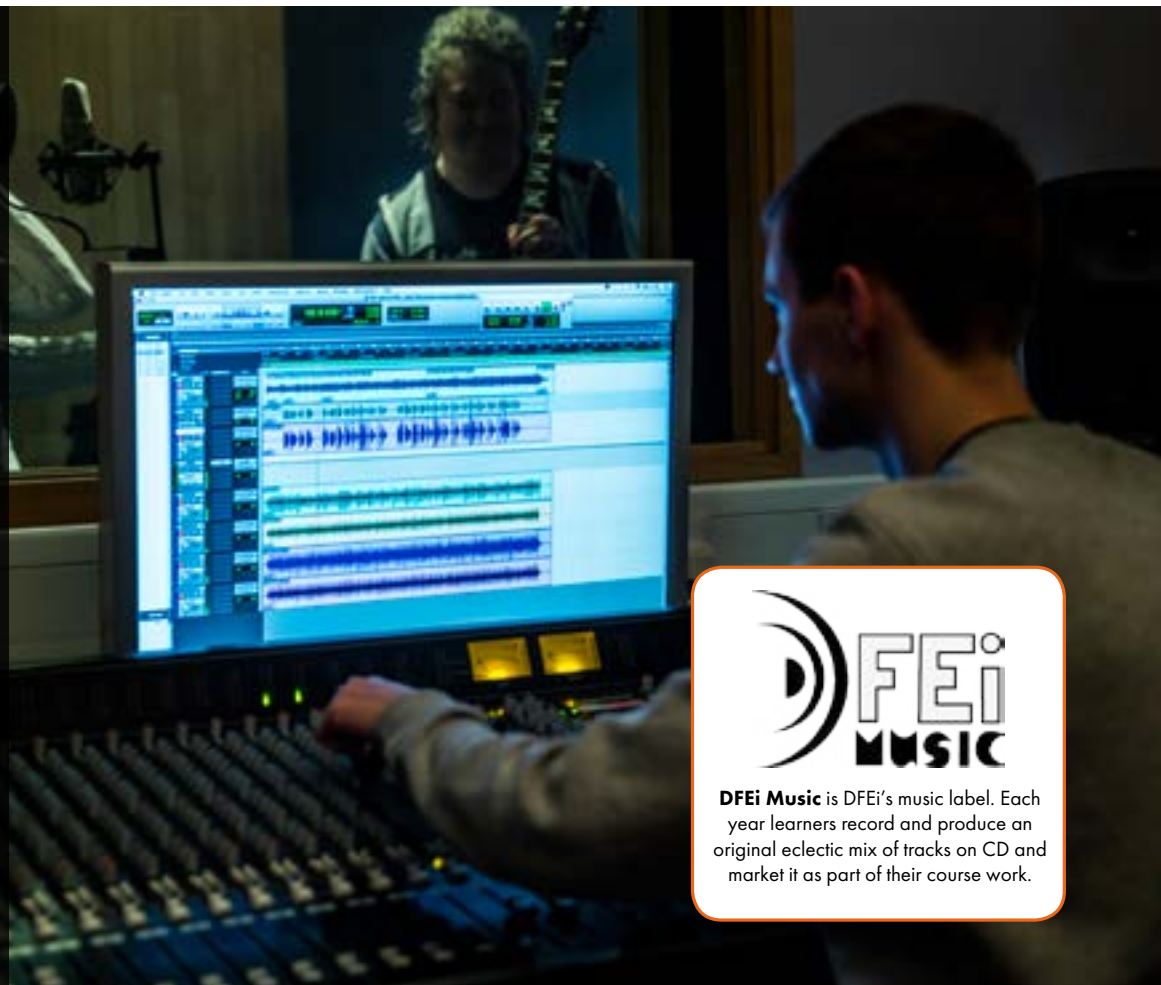 DFEi
MUSIC
DFEi Music is DFEi's music label. Each
year learners record and produce an
original eclectic mix of tracks on CD and
market it as part of their course work.